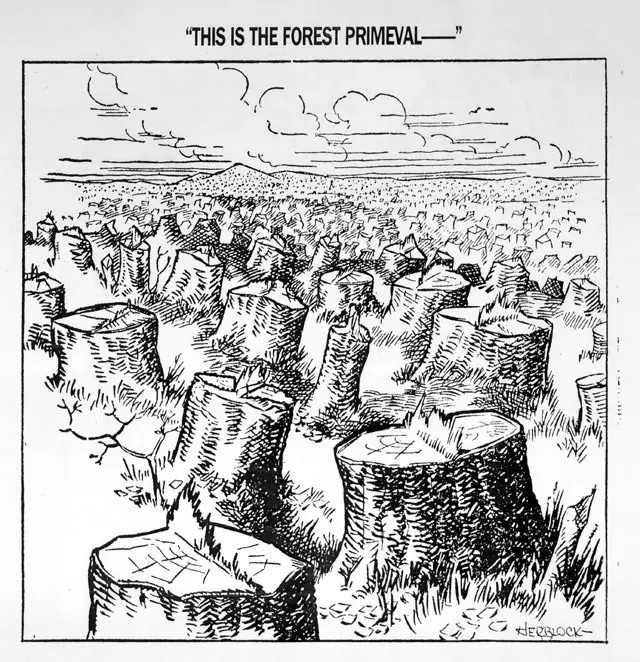 "THIS IS THE FOREST PRIMEVAL——"
HERBLOCK—